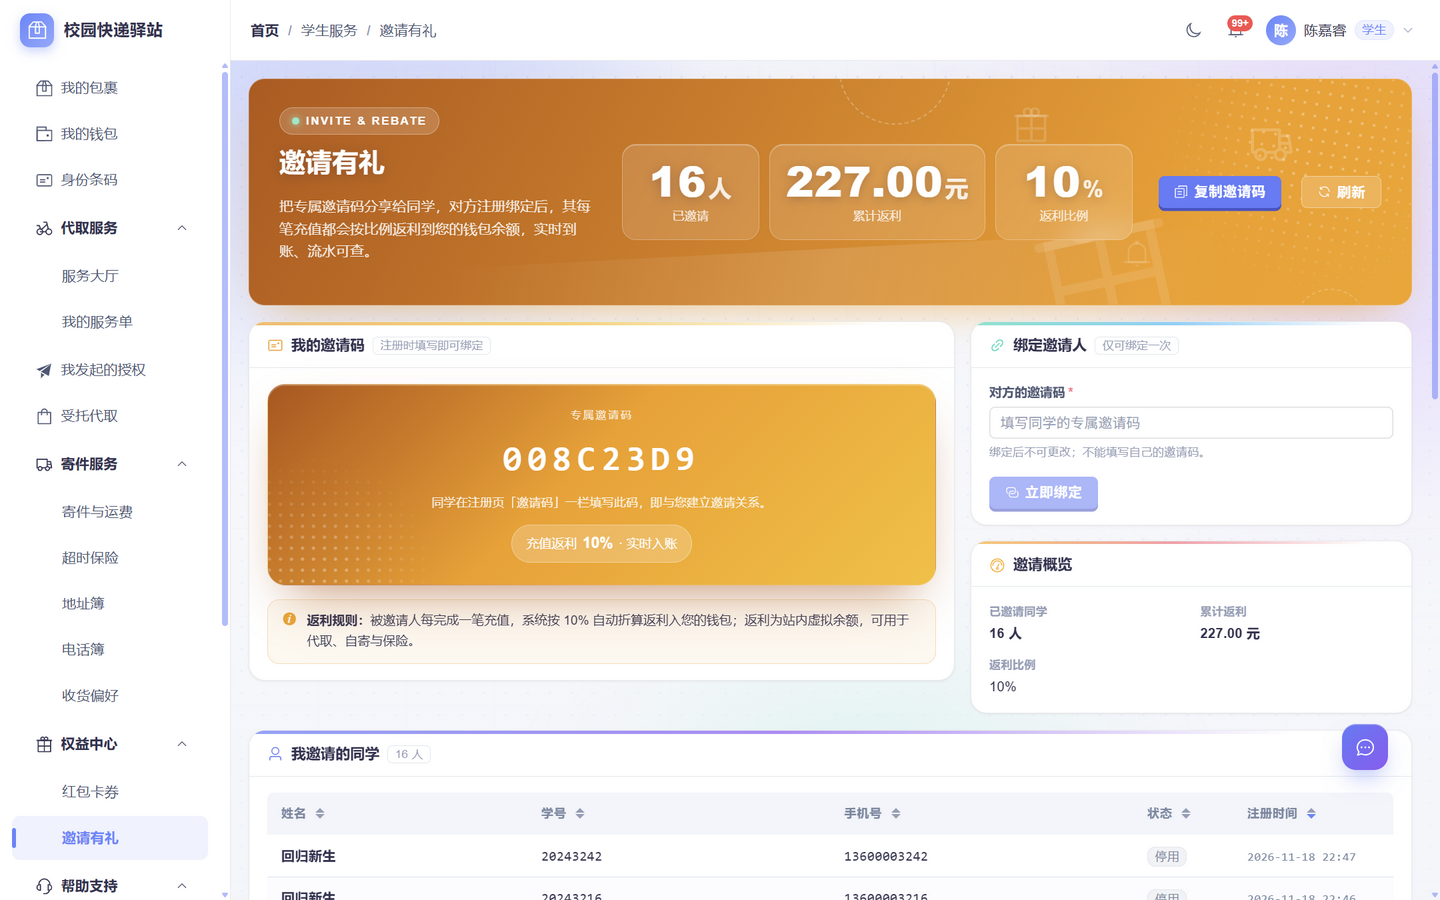 校园快递驿站
首页 / 学生服务 / 邀请有礼
99+
陈 陈嘉睿 学生
我的包裹
我的钱包
身份条码
代取服务
服务大厅
我的服务单
我发起的授权
受托代取
寄件服务
寄件与运费
超时保险
地址簿
电话簿
收货偏好
权益中心
红包卡券
邀请有礼
帮助支持
INVITE & REBATE
邀请有礼
把专属邀请码分享给同学，对方注册绑定后，其每
笔充值都会按比例返利到您的钱包余额，实时到
账、流水可查。
16人
已邀请
227.00元
累计返利
10%
返利比例
复制邀请码
刷新
我的邀请码 注册时填写即可绑定
专属邀请码
008C23D9
同学在注册页「邀请码」一栏填写此码，即与您建立邀请关系。
充值返利 10% · 实时入账
返利规则：被邀请人每完成一笔充值，系统按 10% 自动折算返利入您的钱包；返利为站内虚拟余额，可用于
代取、自寄与保险。
绑定邀请人 仅可绑定一次
对方的邀请码 *
填写同学的专属邀请码
绑定后不可更改；不能填写自己的邀请码。
立即绑定
邀请概览
已邀请同学 累计返利
16 人 227.00 元
返利比例
10%
我邀请的同学 16 人
姓名 学号 手机号 状态 注册时间
回归新生 20243242 13600003242 停用 2026-11-18 22:47
回归新生 20243216 13600003216 停用 2026-11-18 22:46